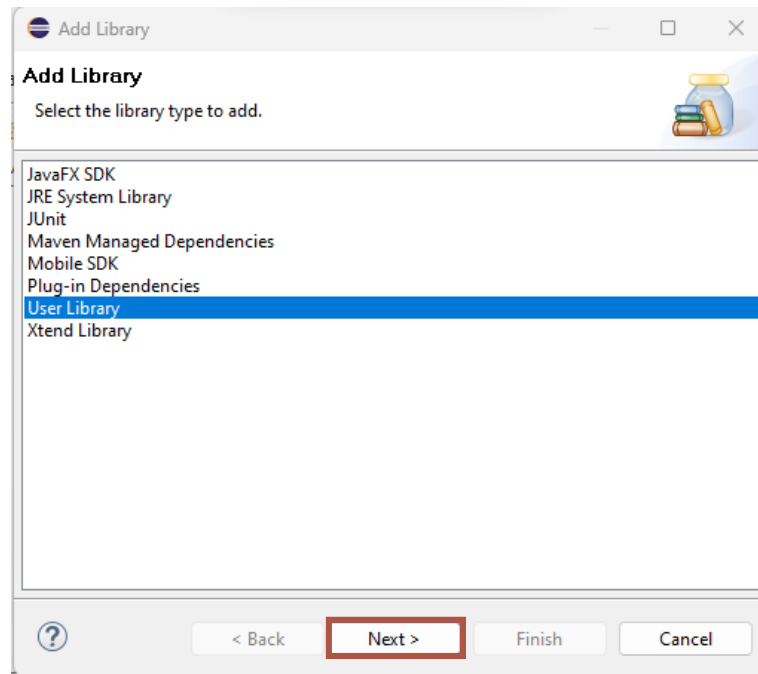 Add Library
Add Library
Select the library type to add.
JavaFX SDK
JRE System Library
JUnit
Maven Managed Dependencies
Mobile SDK
Plug-in Dependencies
User Library
Xtend Library
? < Back Next > Finish Cancel